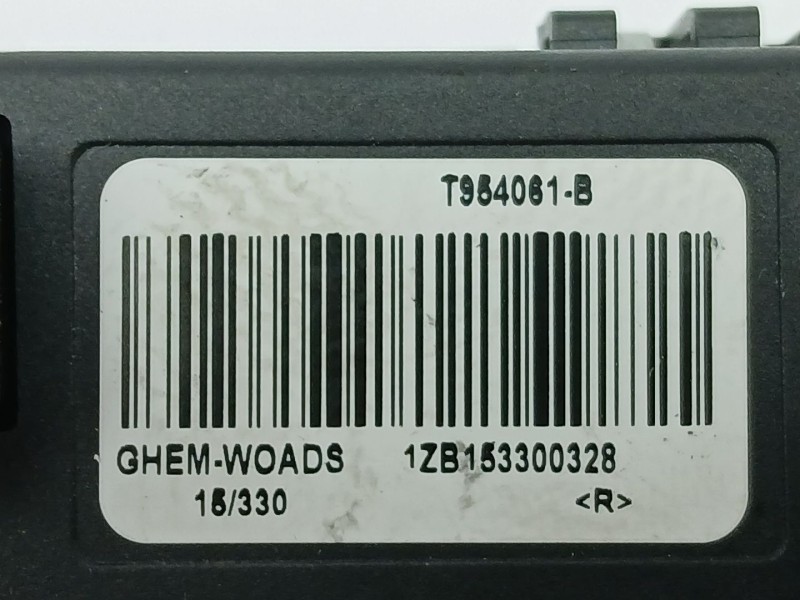 T954061-B
GHEM-WOADS 1ZB153300328
15/330 <R>